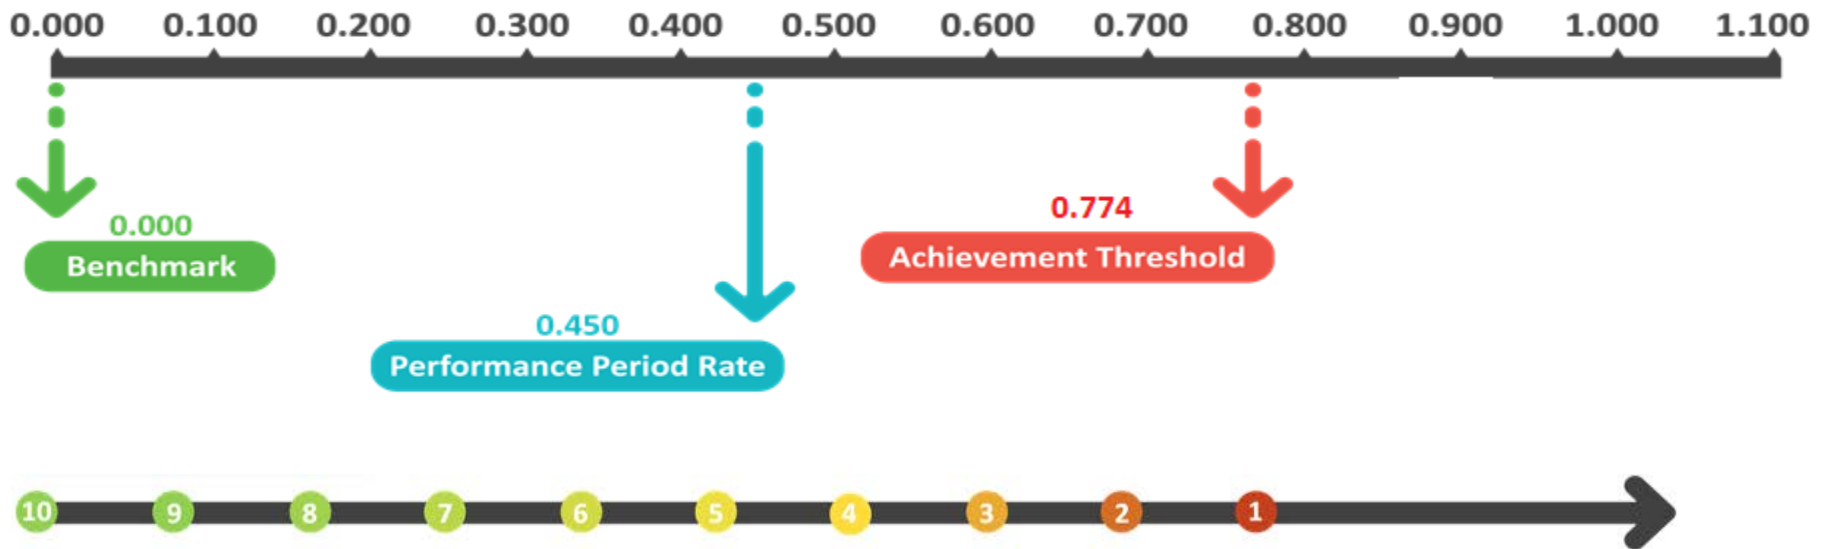 0.000 0.100 0.200 0.300 0.400 0.500 0.600 0.700 0.800 0.900 1.000 1.100
0.000
Benchmark
0.774
Achievement Threshold
0.450
Performance Period Rate
10 9 8 7 6 5 4 3 2 1